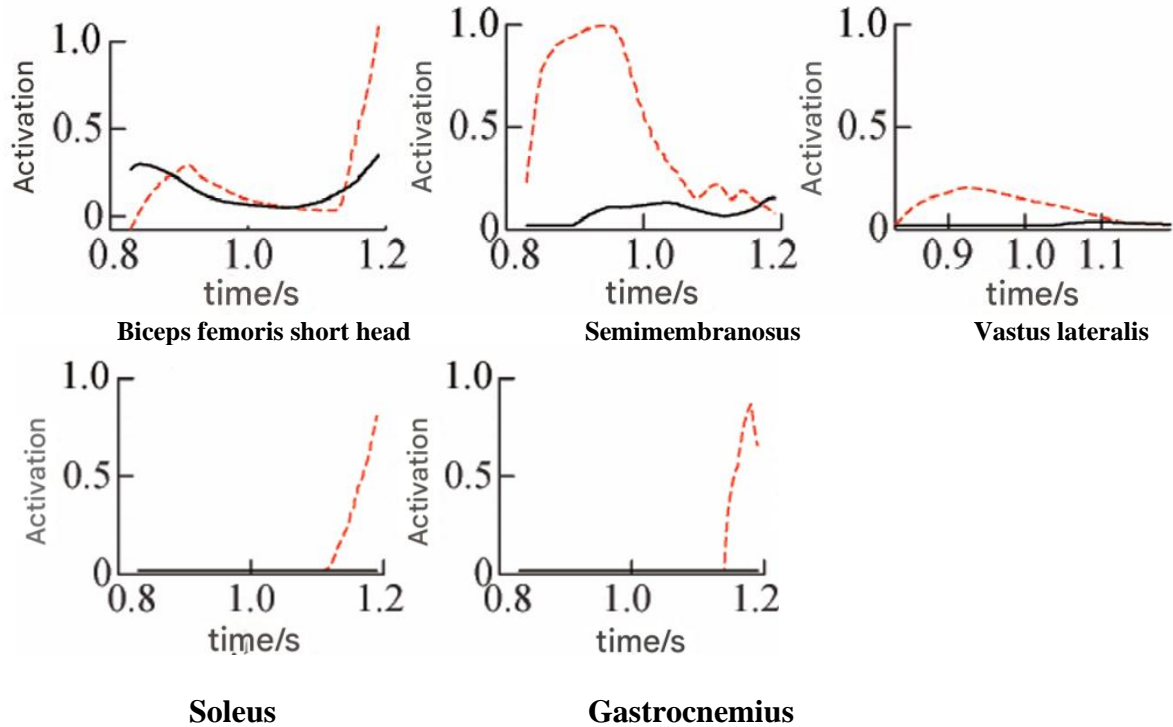 Activation
1.0
0.5
0
0.8 1.0 1.2
time/s
Biceps femoris short head
Activation
1.0
0.5
0
0.8 1.0 1.2
time/s
Semimembranosus
Activation
1.0
0.5
0
0.9 1.0 1.1
time/s
Vastus lateralis
Activation
1.0
0.5
0
0.8 1.0 1.2
time/s
Soleus
Activation
1.0
0.5
0
0.8 1.0 1.2
time/s
Gastrocnemius